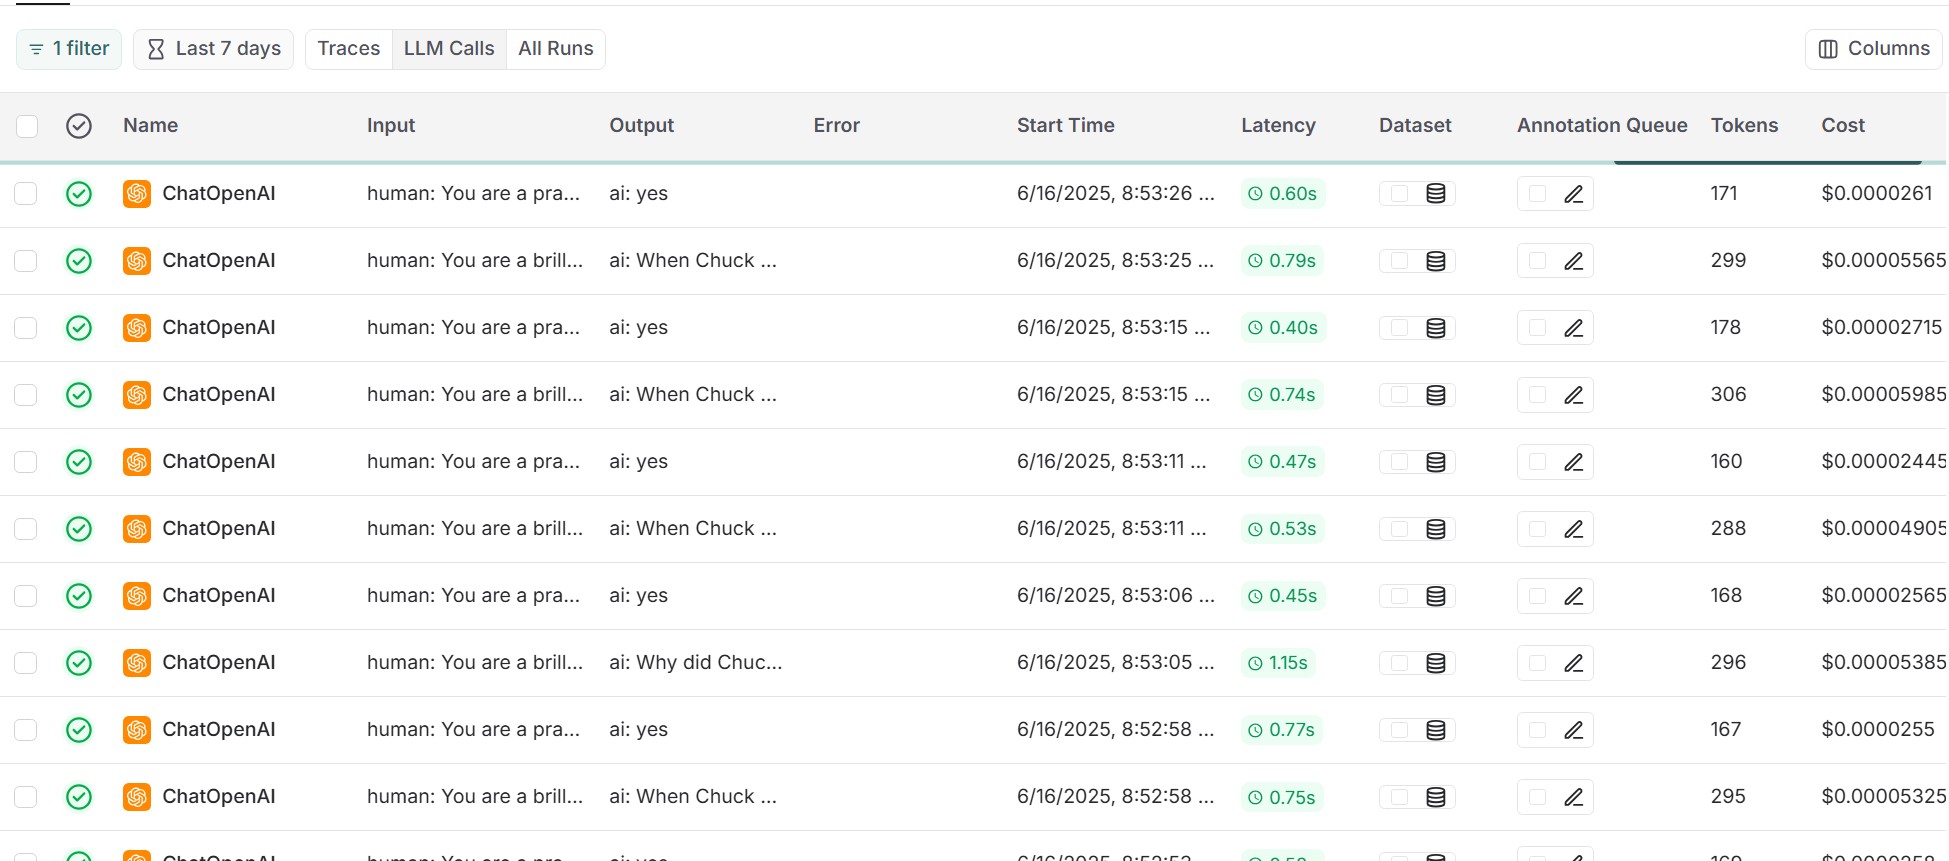 1 filter Last 7 days Traces LLM Calls All Runs Columns
Name Input Output Error Start Time Latency Dataset Annotation Queue Tokens Cost
ChatOpenAI human: You are a pra... ai: yes 6/16/2025, 8:53:26 ... 0.60s 171 $0.0000261
ChatOpenAI human: You are a brill... ai: When Chuck ... 6/16/2025, 8:53:25 ... 0.79s 299 $0.00005565
ChatOpenAI human: You are a pra... ai: yes 6/16/2025, 8:53:15 ... 0.40s 178 $0.00002715
ChatOpenAI human: You are a brill... ai: When Chuck ... 6/16/2025, 8:53:15 ... 0.74s 306 $0.00005985
ChatOpenAI human: You are a pra... ai: yes 6/16/2025, 8:53:11 ... 0.47s 160 $0.00002445
ChatOpenAI human: You are a brill... ai: When Chuck ... 6/16/2025, 8:53:11 ... 0.53s 288 $0.00004905
ChatOpenAI human: You are a pra... ai: yes 6/16/2025, 8:53:06 ... 0.45s 168 $0.00002565
ChatOpenAI human: You are a brill... ai: Why did Chuc... 6/16/2025, 8:53:05 ... 1.15s 296 $0.00005385
ChatOpenAI human: You are a pra... ai: yes 6/16/2025, 8:52:58 ... 0.77s 167 $0.0000255
ChatOpenAI human: You are a brill... ai: When Chuck ... 6/16/2025, 8:52:58 ... 0.75s 295 $0.00005325